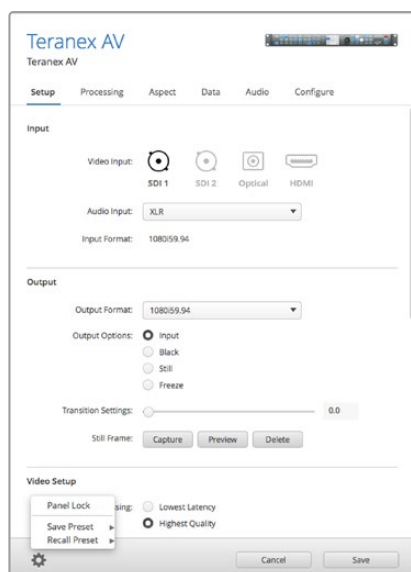 Teranex AV
Teranex AV
Setup Processing Aspect Data Audio Configure
Input
Video Input:
SDI 1 SDI 2 Optical HDMI
Audio Input: XLR
Input Format: 1080i59.94
Output
Output Format: 1080i59.94
Output Options: Input
Black
Still
Freeze
Transition Settings: 0.0
Still Frame: Capture Preview Delete
Video Setup
sing: Lowest Latency
Highest Quality
Panel Lock
Save Preset
Recall Preset
Cancel Save